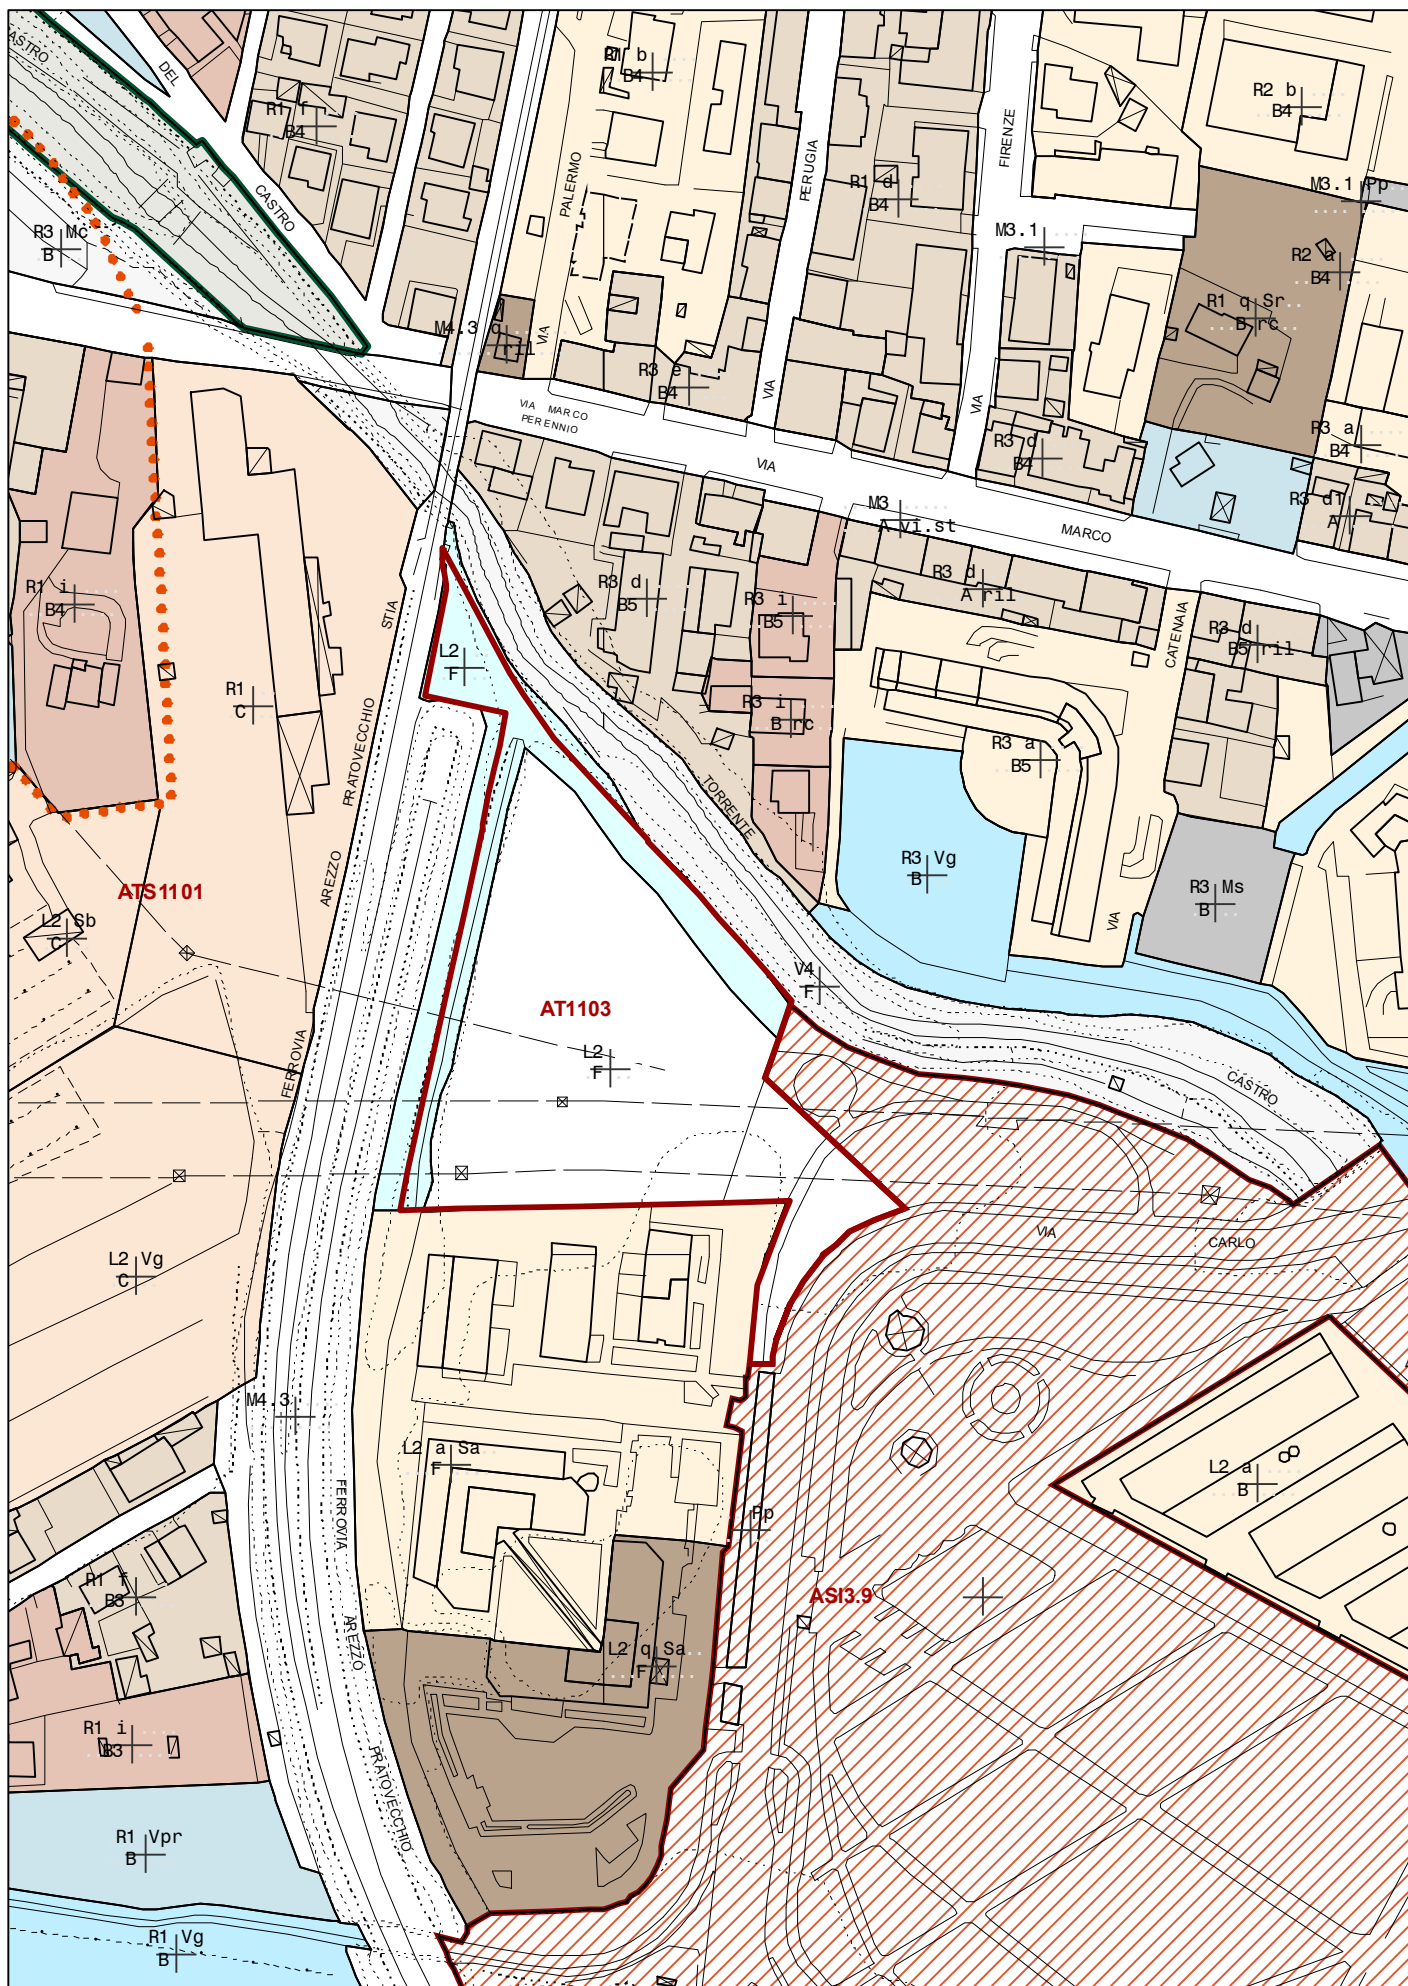 ASTRO
DEL
R1 f
B4
CASTRO
R3 Mc
B
R1 b
B4
PALERMO
VIA
PERUGIA
VIA
R1 d
B4
FIRENZE
VIA
M3.1
R2 b
B4
M3.1 Pp
R2 a
B4
R1 q Sr
B rc
M4.3 q
ril
R3 e
B4
VIA MARCO
PERENNIO
VIA
R3 d
B4
R3 a
B4
R3 d1
A
M3
A vi.st
MARCO
R1 i
B4
STIA
PRATOVECCHIO
AREZZO
FERROVIA
R3 d
B5
R3 i
B5
R3 d
A ril
CATENAIA
VIA
R3 d
B5 ril
L2
F
R1
C
R3 i
B rc
R3 a
B5
TORRENTE
R3 Vg
B
R3 Ms
B
ATS1101
L2 Sb
C
V4
F
AT1103
L2
F
CASTRO
VIA
CARLO
L2 Vg
C
M4.3
L2 a Sa
F
L2 a
B
FERROVIA
AREZZO
PRATOVECCHIO
Pp
R1 f
B3
ASI3.9
L2 q Sa
F
R1 i
B3
R1 Vpr
B
R1 Vg
B